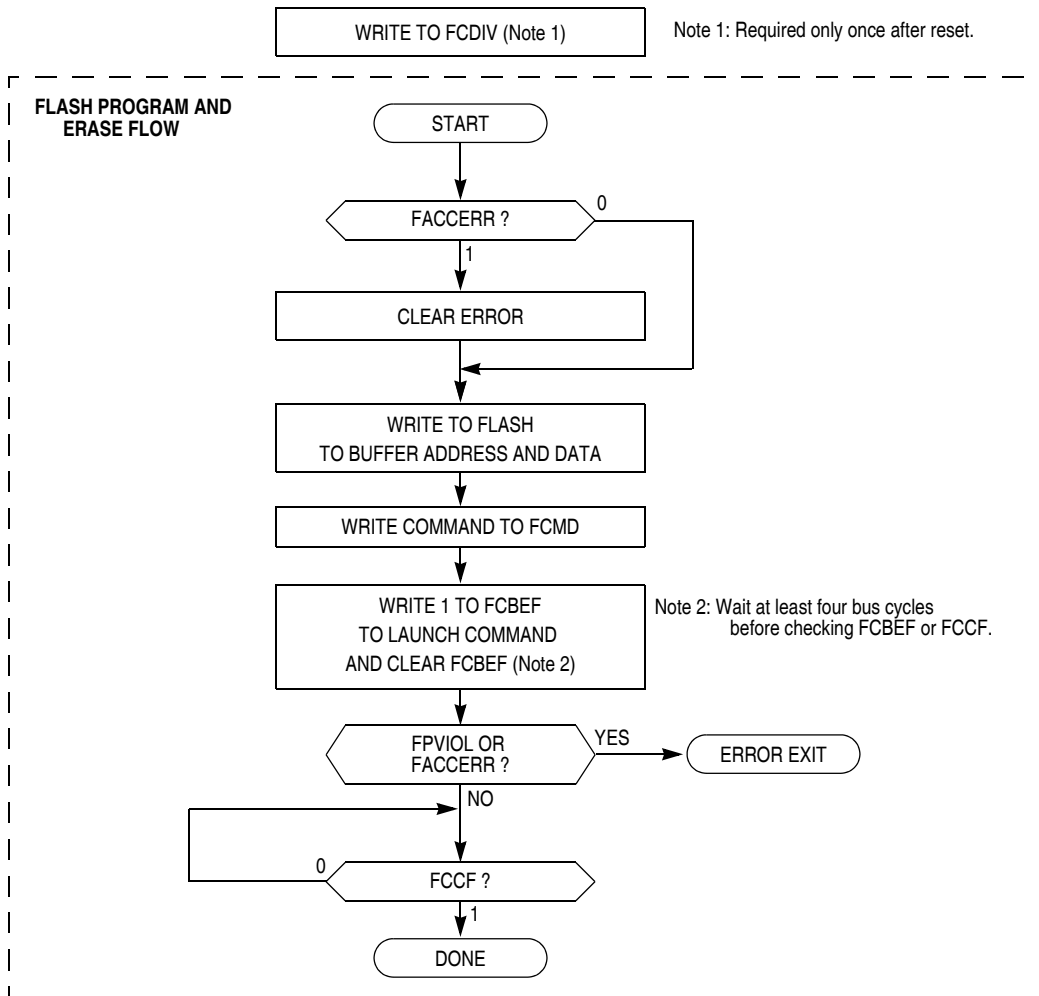 WRITE TO FCDIV (Note 1)
Note 1: Required only once after reset.
FLASH PROGRAM AND
ERASE FLOW
START
FACCERR ?
0
1
CLEAR ERROR
WRITE TO FLASH
TO BUFFER ADDRESS AND DATA
WRITE COMMAND TO FCMD
WRITE 1 TO FCBEF
TO LAUNCH COMMAND
AND CLEAR FCBEF (Note 2)
Note 2: Wait at least four bus cycles
before checking FCBEF or FCCF.
FPVIOL OR
FACCERR ?
YES
ERROR EXIT
NO
0
FCCF ?
1
DONE